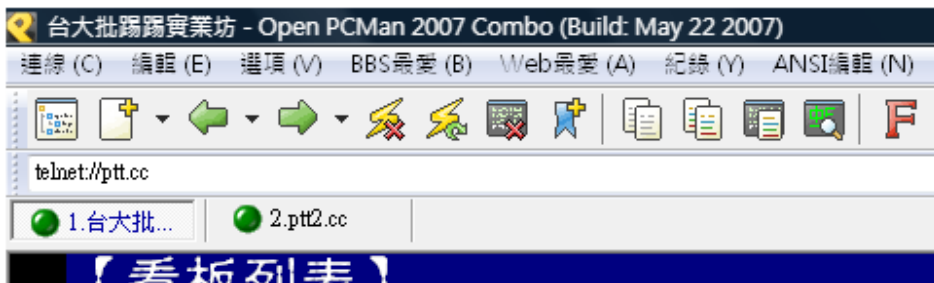 台大批踢踢實業坊 - Open PCMan 2007 Combo (Build: May 22 2007)
連線 (C) 編輯 (E) 選項 (V) BBS最愛 (B) Web最愛 (A) 紀錄 (Y) ANSI編輯 (N)
F
telnet://ptt.cc
1.台大批... 2.ptt2.cc
【看板列表】